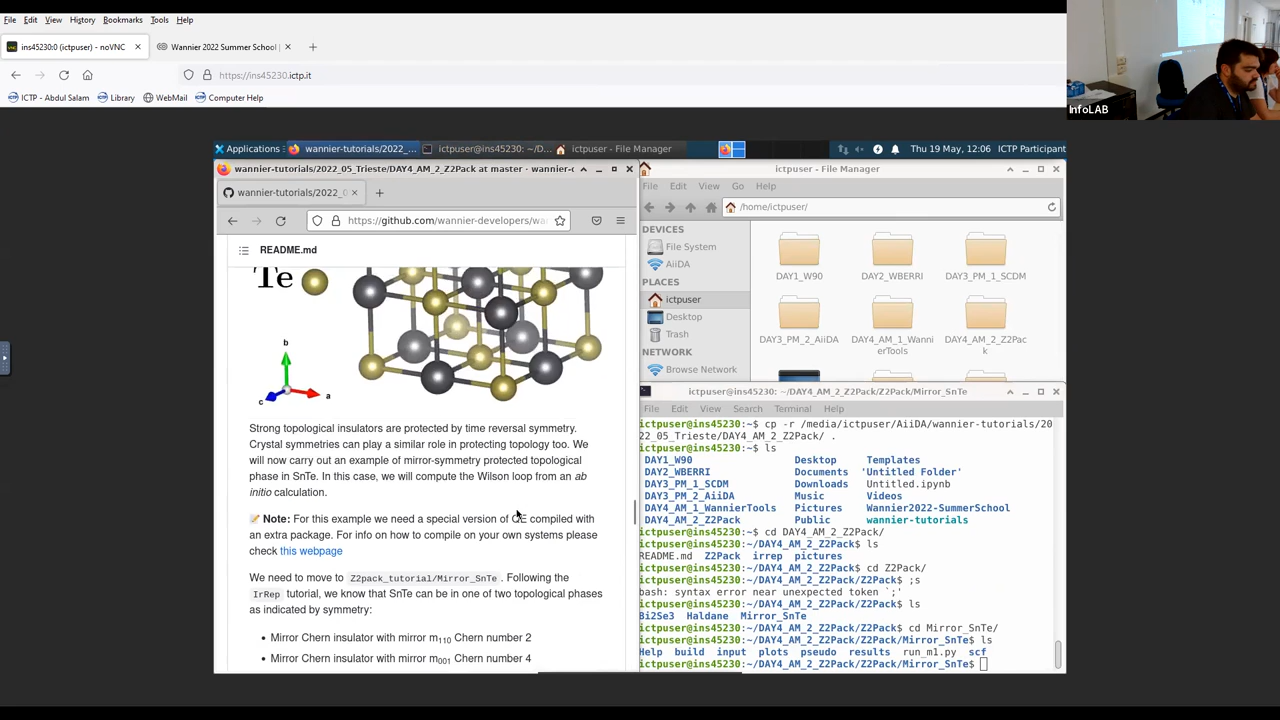 File Edit View History Bookmarks Tools Help
ins45230:0 (ictpuser) - noVNC
Wannier 2022 Summer School |
https://ins45230.ictp.it
ICTP - Abdul Salam Library WebMail Computer Help
InfoLAB
Applications wannier-tutorials/2022_... ictpuser@ins45230: ~/D... ictpuser - File Manager Thu 19 May, 12:06 ICTP Participant
wannier-tutorials/2022_05_Trieste/DAY4_AM_2_Z2Pack at master · wannier-c
wannier-tutorials/2022_0
https://github.com/wannier-developers/wa
README.md
Te
b
c a
Strong topological insulators are protected by time reversal symmetry.
Crystal symmetries can play a similar role in protecting topology too. We
will now carry out an example of mirror-symmetry protected topological
phase in SnTe. In this case, we will compute the Wilson loop from an ab
initio calculation.
Note: For this example we need a special version of QE compiled with
an extra package. For info on how to compile on your own systems please
check this webpage
We need to move to Z2pack_tutorial/Mirror_SnTe . Following the
IrRep tutorial, we know that SnTe can be in one of two topological phases
as indicated by symmetry:
• Mirror Chern insulator with mirror m110 Chern number 2
• Mirror Chern insulator with mirror m001 Chern number 4
ictpuser - File Manager
File Edit View Go Help
/home/ictpuser/
DEVICES
File System
AiiDA
PLACES
ictpuser
Desktop
Trash
NETWORK
Browse Network
DAY1_W90 DAY2_WBERRI DAY3_PM_1_SCDM
DAY3_PM_2_AiiDA DAY4_AM_1_Wanni DAY4_AM_2_Z2Pac
erTools k
ictpuser@ins45230: ~/DAY4_AM_2_Z2Pack/Z2Pack/Mirror_SnTe
File Edit View Search Terminal Help
ictpuser@ins45230:~$ cp -r /media/ictpuser/AiiDA/wannier-tutorials/20
22_05_Trieste/DAY4_AM_2_Z2Pack/ .
ictpuser@ins45230:~$ ls
DAY1_W90 Desktop Templates
DAY2_WBERRI Documents 'Untitled Folder'
DAY3_PM_1_SCDM Downloads Untitled.ipynb
DAY3_PM_2_AiiDA Music Videos
DAY4_AM_1_WannierTools Pictures Wannier2022-SummerSchool
DAY4_AM_2_Z2Pack Public wannier-tutorials
ictpuser@ins45230:~$ cd DAY4_AM_2_Z2Pack/
ictpuser@ins45230:~/DAY4_AM_2_Z2Pack$ ls
README.md Z2Pack irrep pictures
ictpuser@ins45230:~/DAY4_AM_2_Z2Pack$ cd Z2Pack/
ictpuser@ins45230:~/DAY4_AM_2_Z2Pack/Z2Pack$ ;s
bash: syntax error near unexpected token `;'
ictpuser@ins45230:~/DAY4_AM_2_Z2Pack/Z2Pack$ ls
Bi2Se3 Haldane Mirror_SnTe
ictpuser@ins45230:~/DAY4_AM_2_Z2Pack/Z2Pack$ cd Mirror_SnTe/
ictpuser@ins45230:~/DAY4_AM_2_Z2Pack/Z2Pack/Mirror_SnTe$ ls
Help build input plots pseudo results run_m1.py scf
ictpuser@ins45230:~/DAY4_AM_2_Z2Pack/Z2Pack/Mirror_SnTe$